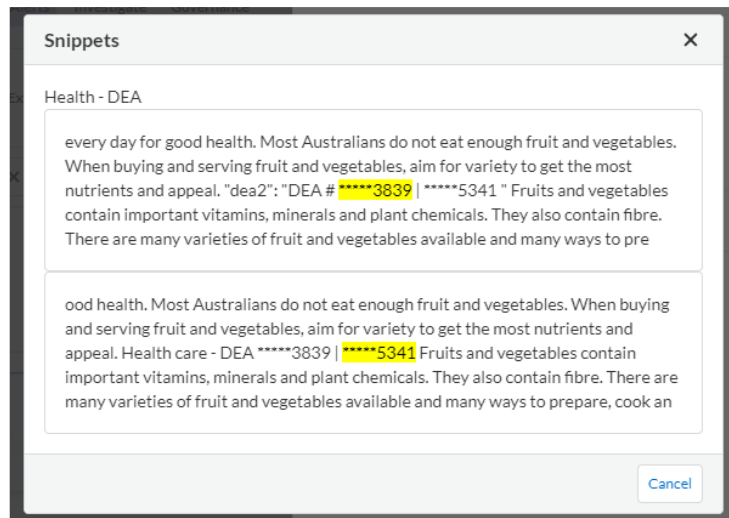 Alerts Investigate Governance
Snippets
Ex
Health - DEA
every day for good health. Most Australians do not eat enough fruit and vegetables.
When buying and serving fruit and vegetables, aim for variety to get the most
nutrients and appeal. "dea2": "DEA # *****3839 | *****5341 " Fruits and vegetables
contain important vitamins, minerals and plant chemicals. They also contain fibre.
There are many varieties of fruit and vegetables available and many ways to pre
ood health. Most Australians do not eat enough fruit and vegetables. When buying
and serving fruit and vegetables, aim for variety to get the most nutrients and
appeal. Health care - DEA *****3839 | *****5341 Fruits and vegetables contain
important vitamins, minerals and plant chemicals. They also contain fibre. There are
many varieties of fruit and vegetables available and many ways to prepare, cook an
Cancel